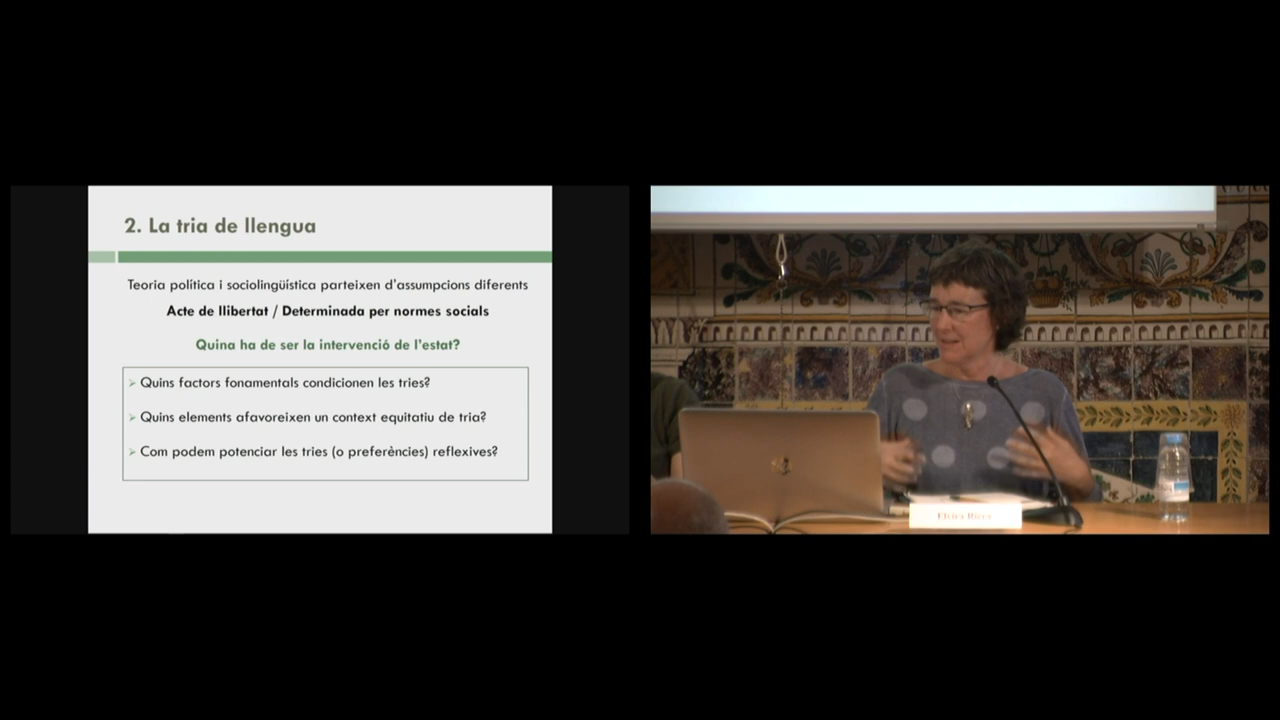 2. La tria de llengua
Teoria política i sociolingüística parteixen d'assumpcions diferents
Acte de llibertat / Determinada per normes socials
Quina ha de ser la intervenció de l'estat?
➢ Quins factors fonamentals condicionen les tries?
➢ Quins elements afavoreixen un context equitatiu de tria?
➢ Com podem potenciar les tries (o preferències) reflexives?
Elvira Riera